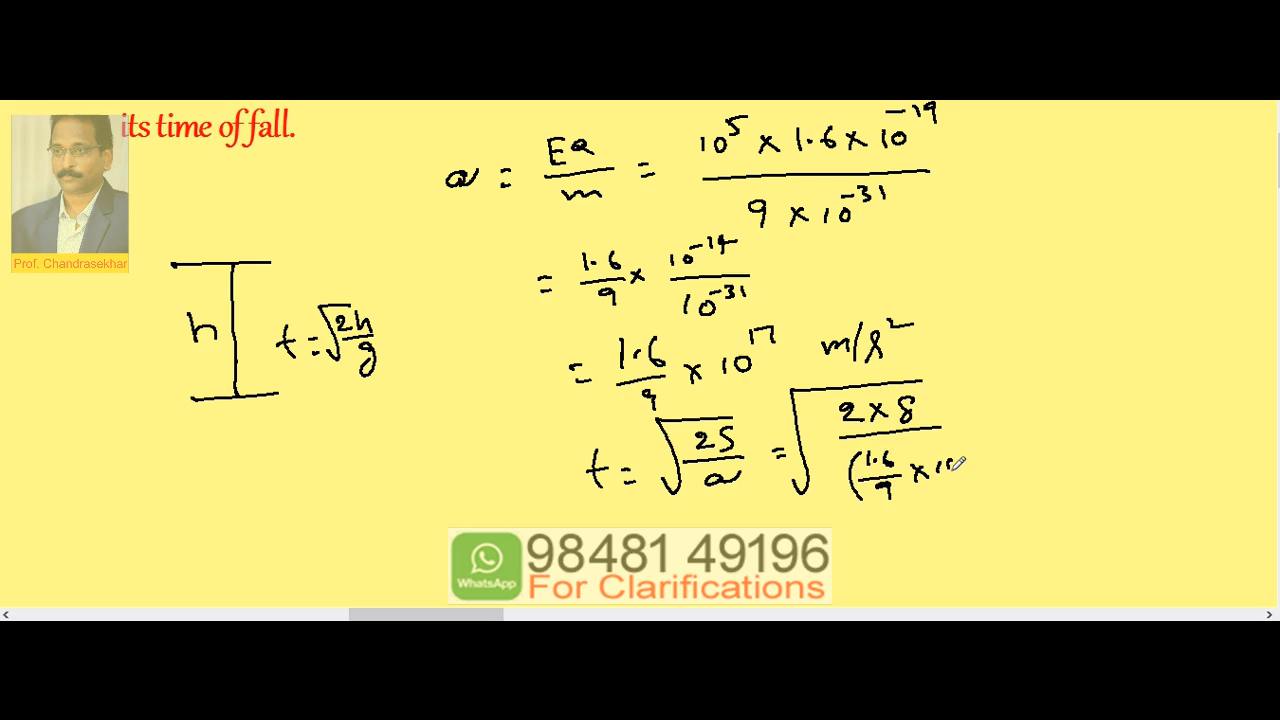 its time of fall.
a = EQ/m = 10^5 × 1.6 × 10^-19 / 9 × 10^-31
Prof. Chandrasekhar
= 1.6/9 × 10^-14/10^-31
h
t = √2h/g
= 1.6/9 × 10^17 m/s^2
t = √2S/a = √2 × 8/(1.6/9 × 10
WhatsApp
98481 49196
For Clarifications